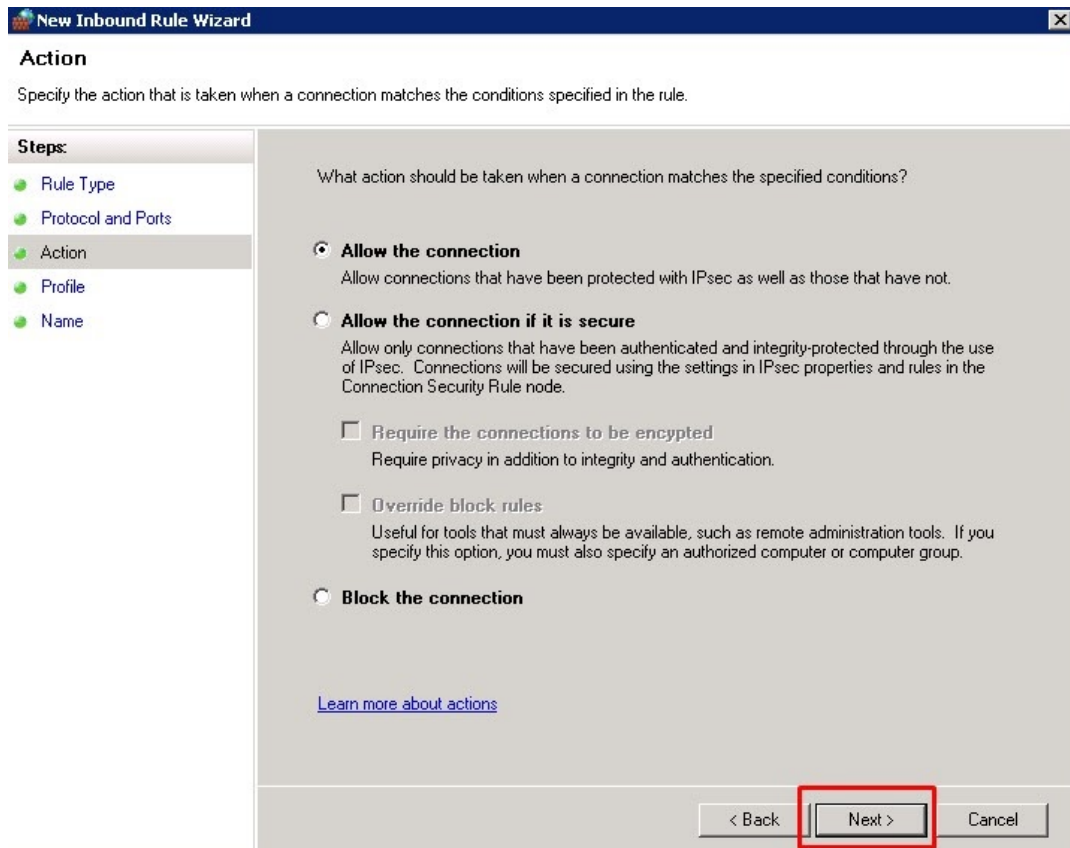 New Inbound Rule Wizard
Action
Specify the action that is taken when a connection matches the conditions specified in the rule.
Steps:
Rule Type
Protocol and Ports
Action
Profile
Name
What action should be taken when a connection matches the specified conditions?
Allow the connection
Allow connections that have been protected with IPsec as well as those that have not.
Allow the connection if it is secure
Allow only connections that have been authenticated and integrity-protected through the use
of IPsec. Connections will be secured using the settings in IPsec properties and rules in the
Connection Security Rule node.
Require the connections to be encypted
Require privacy in addition to integrity and authentication.
Override block rules
Useful for tools that must always be available, such as remote administration tools. If you
specify this option, you must also specify an authorized computer or computer group.
Block the connection
Learn more about actions
< Back
Next >
Cancel